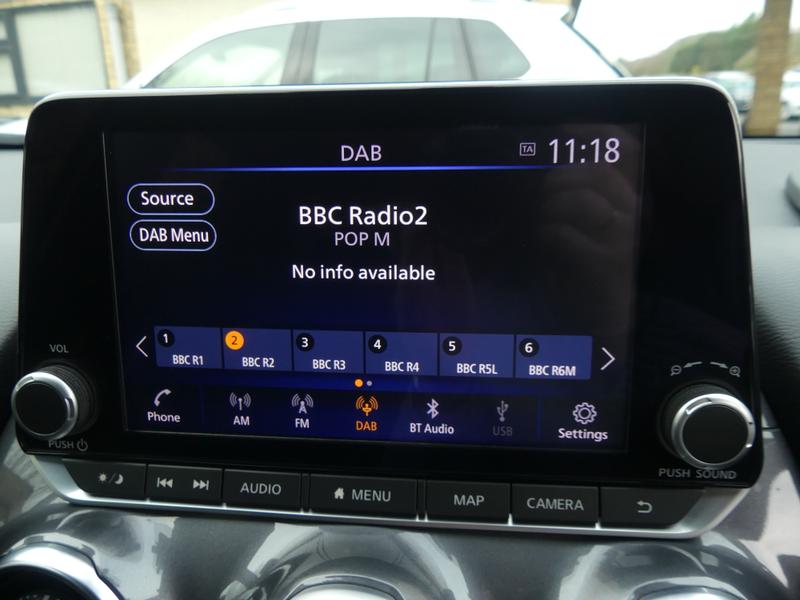 DAB
TA 11:18
Source
DAB Menu
BBC Radio2
POP M
No info available
1 2 3 4 5 6
BBC R1 BBC R2 BBC R3 BBC R4 BBC R5L BBC R6M
Phone AM FM DAB BT Audio USB Settings
VOL
PUSH
PUSH SOUND
AUDIO MENU MAP CAMERA